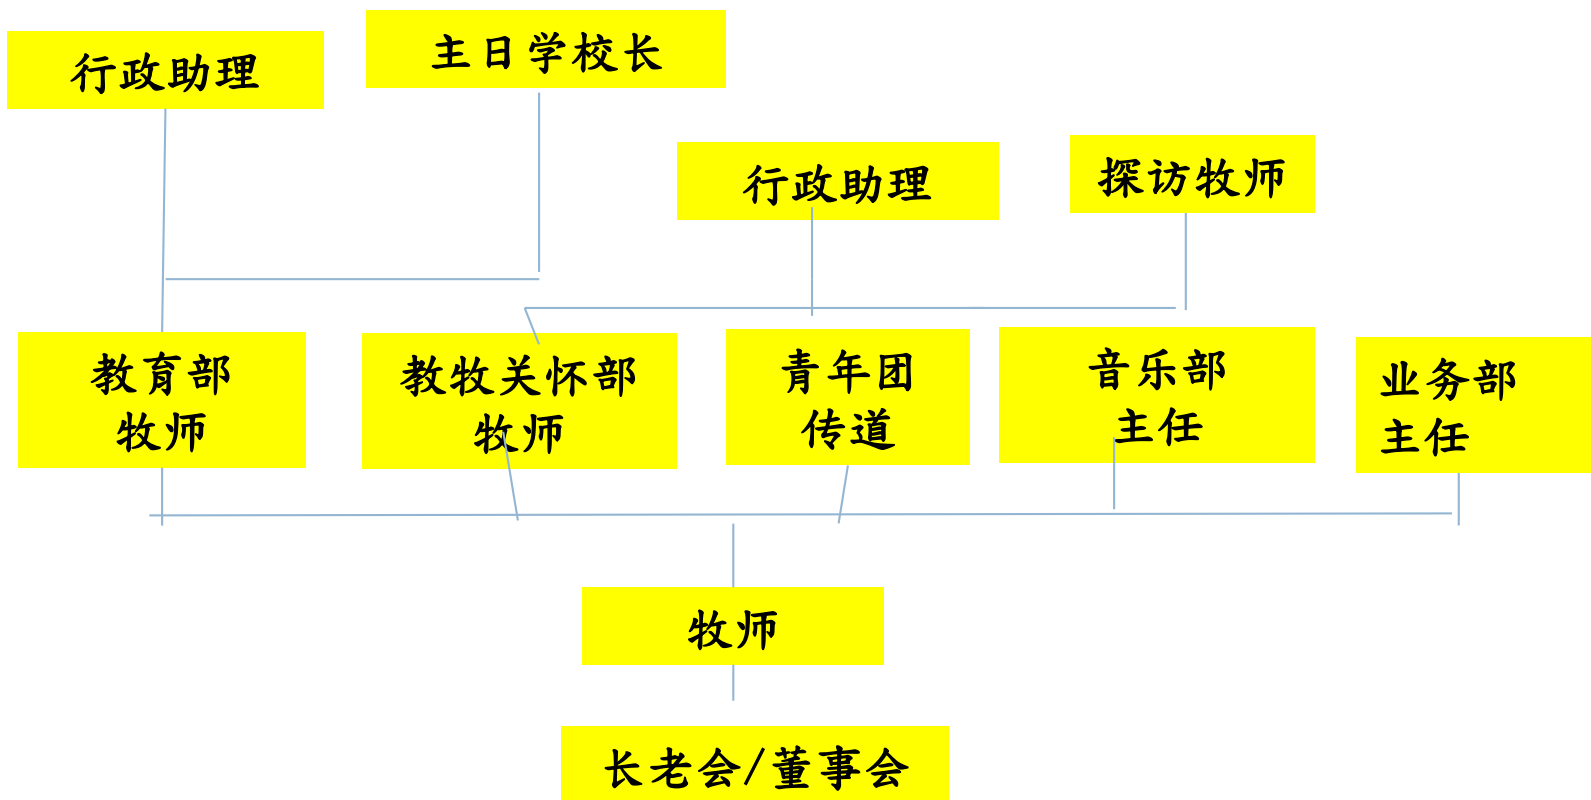 行政助理
主日学校长
行政助理
探访牧师
教育部
牧师
教牧关怀部
牧师
青年团
传道
音乐部
主任
业务部
主任
牧师
长老会/董事会